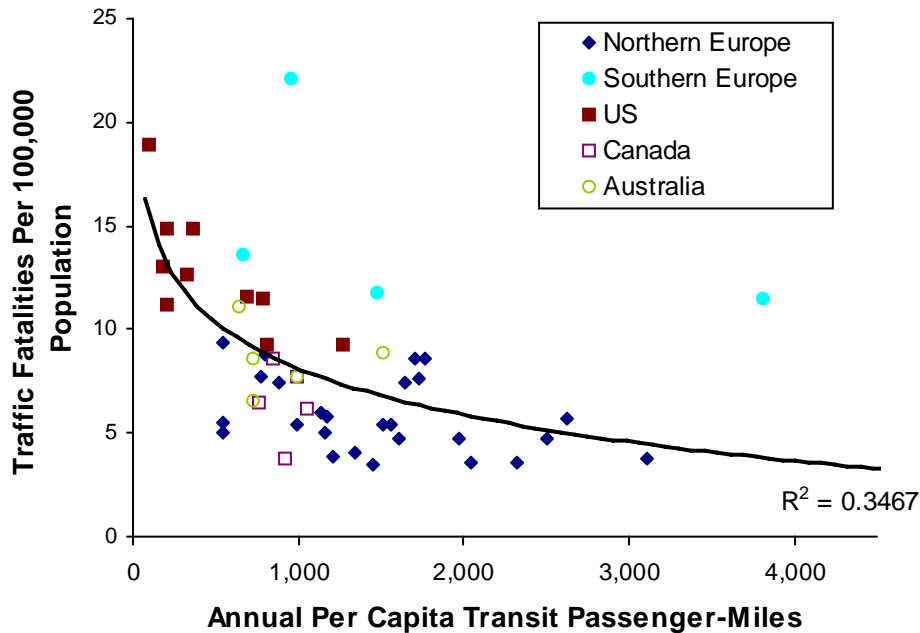 25
20
15
10
5
0
Traffic Fatalities Per 100,000
Population
Northern Europe
Southern Europe
US
Canada
Australia
R² = 0.3467
0 1,000 2,000 3,000 4,000
Annual Per Capita Transit Passenger-Miles